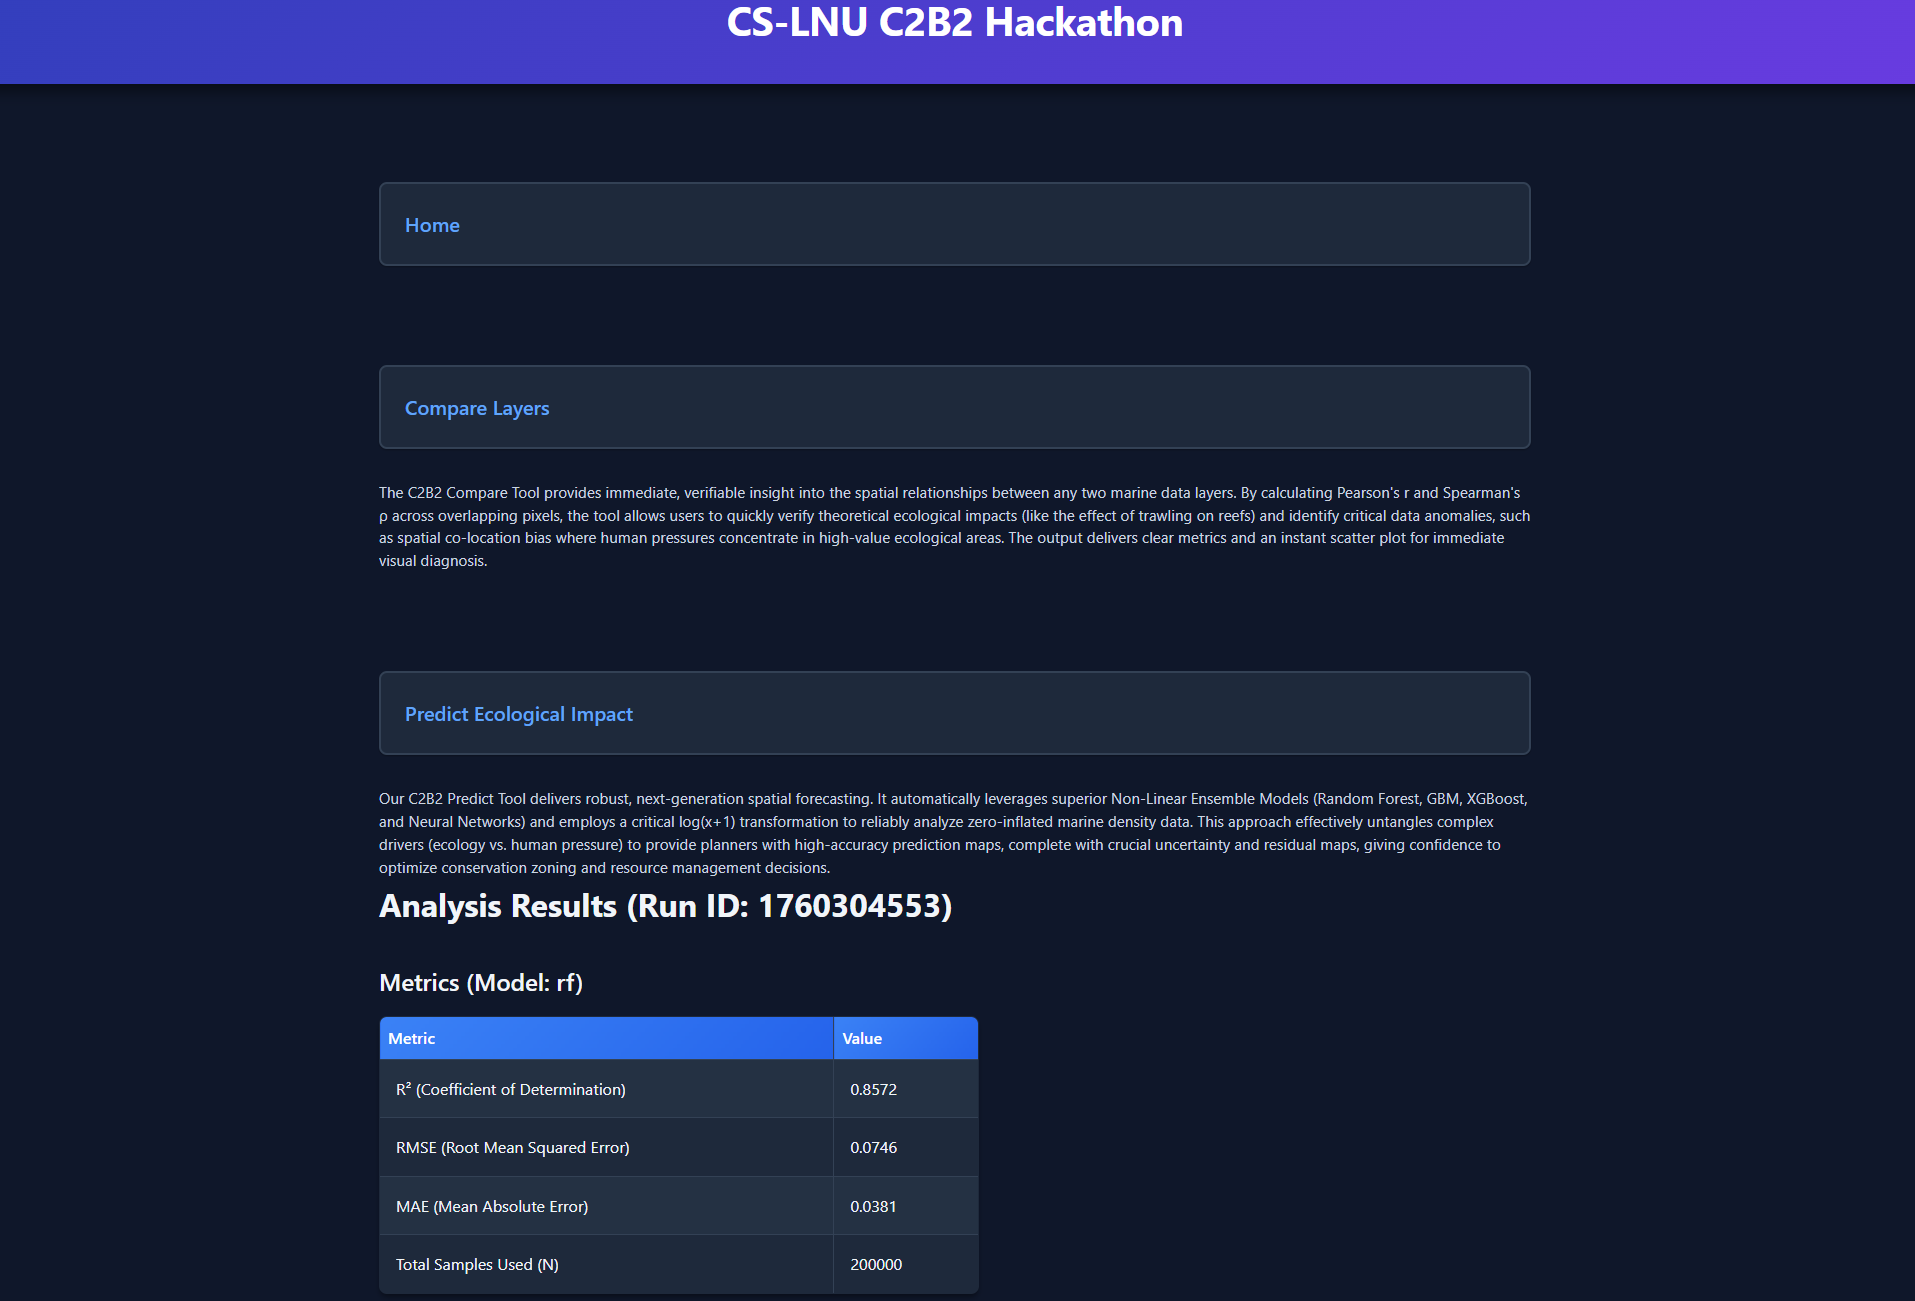 CS-LNU C2B2 Hackathon
Home
Compare Layers
The C2B2 Compare Tool provides immediate, verifiable insight into the spatial relationships between any two marine data layers. By calculating Pearson's r and Spearman's
ρ across overlapping pixels, the tool allows users to quickly verify theoretical ecological impacts (like the effect of trawling on reefs) and identify critical data anomalies, such
as spatial co-location bias where human pressures concentrate in high-value ecological areas. The output delivers clear metrics and an instant scatter plot for immediate
visual diagnosis.
Predict Ecological Impact
Our C2B2 Predict Tool delivers robust, next-generation spatial forecasting. It automatically leverages superior Non-Linear Ensemble Models (Random Forest, GBM, XGBoost,
and Neural Networks) and employs a critical log(x+1) transformation to reliably analyze zero-inflated marine density data. This approach effectively untangles complex
drivers (ecology vs. human pressure) to provide planners with high-accuracy prediction maps, complete with crucial uncertainty and residual maps, giving confidence to
optimize conservation zoning and resource management decisions.
Analysis Results (Run ID: 1760304553)
Metrics (Model: rf)
Metric Value
R² (Coefficient of Determination) 0.8572
RMSE (Root Mean Squared Error) 0.0746
MAE (Mean Absolute Error) 0.0381
Total Samples Used (N) 200000